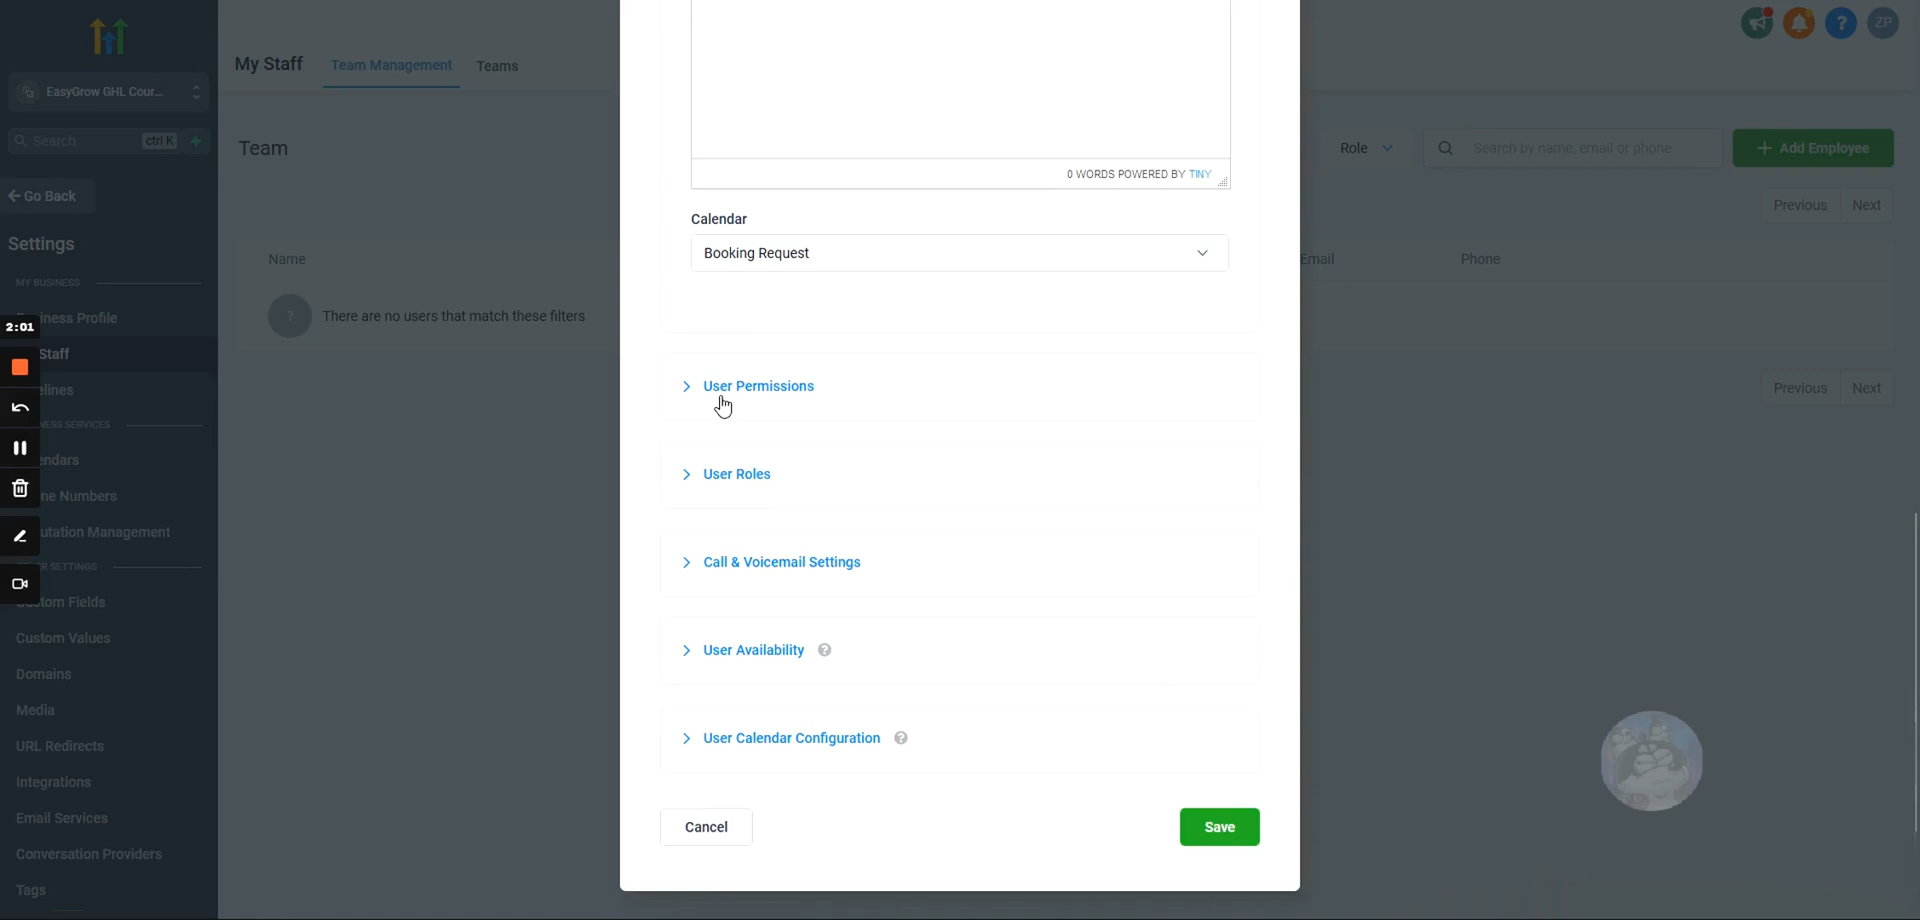 ZP
My Staff
Team Management
Teams
EasyGrow GHL Cour...
Search
ctrl K
Team
Role
Search by name, email or phone
+ Add Employee
Go Back
Previous
Next
0 WORDS POWERED BY TINY
Calendar
Booking Request
Settings
Name
Email
Phone
MY BUSINESS
iness Profile
There are no users that match these filters
2:01
Staff
elines
User Permissions
Previous
Next
NESS SERVICES
endars
User Roles
ne Numbers
utation Management
Call & Voicemail Settings
R SETTINGS
tom Fields
Custom Values
User Availability
Domains
Media
URL Redirects
User Calendar Configuration
Integrations
Email Services
Cancel
Save
Conversation Providers
Tags